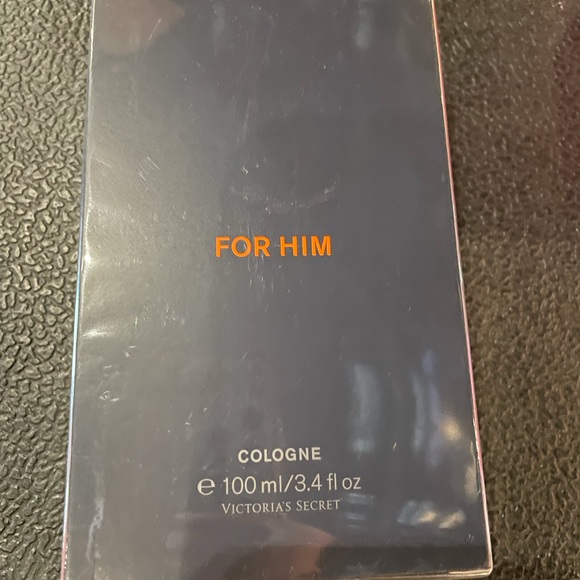 FOR HIM
COLOGNE
℮ 100 ml/3.4 fl oz
VICTORIA'S SECRET